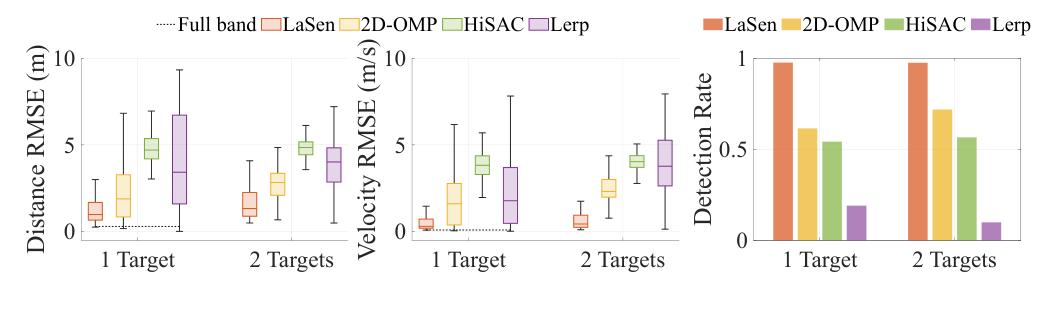 Full band LaSen 2D-OMP HiSAC Lerp
LaSen 2D-OMP HiSAC Lerp
Distance RMSE (m)
10
5
0
1 Target 2 Targets
Velocity RMSE (m/s)
10
5
0
1 Target 2 Targets
Detection Rate
1
0.5
0
1 Target 2 Targets